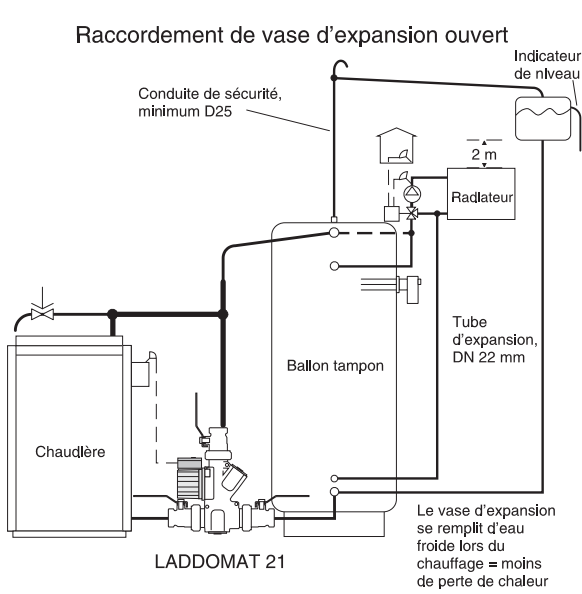 Raccordement de vase d'expansion ouvert
Indicateur
de niveau
Conduite de sécurité,
minimum D25
2 m
Radiateur
Tube
d'expansion,
DN 22 mm
Ballon tampon
Chaudière
Le vase d'expansion
se remplit d'eau
froide lors du
chauffage = moins
de perte de chaleur
LADDOMAT 21